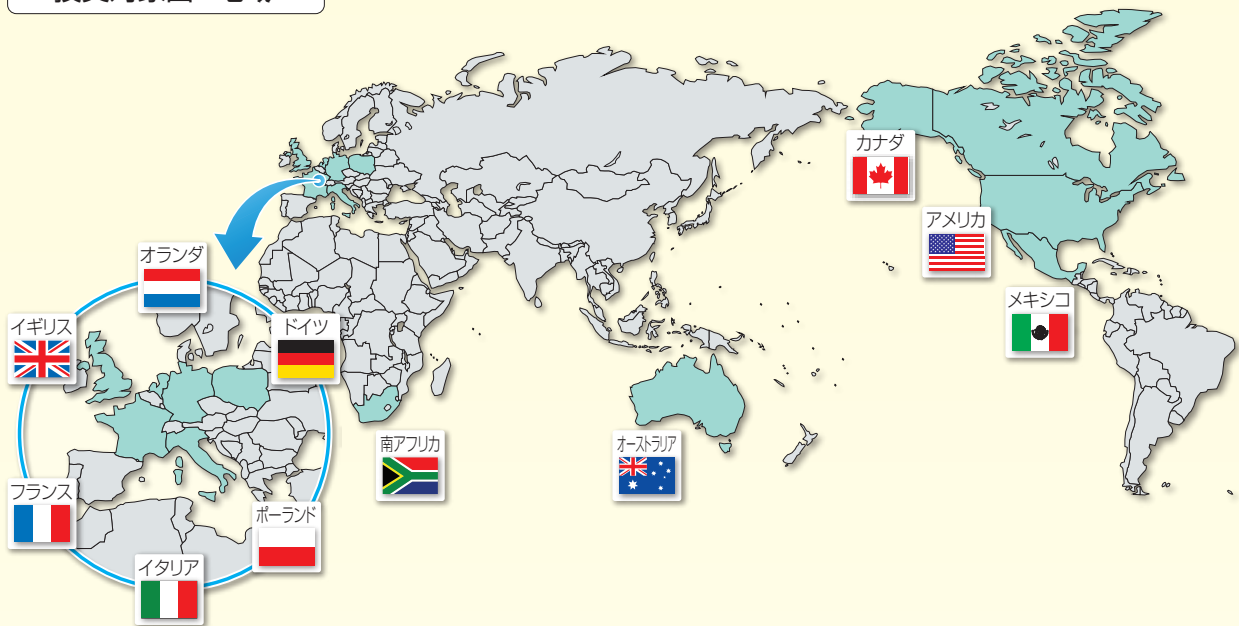 カナダ
アメリカ
メキシコ
オランダ
イギリス
ドイツ
南アフリカ
オーストラリア
フランス
ポーランド
イタリア